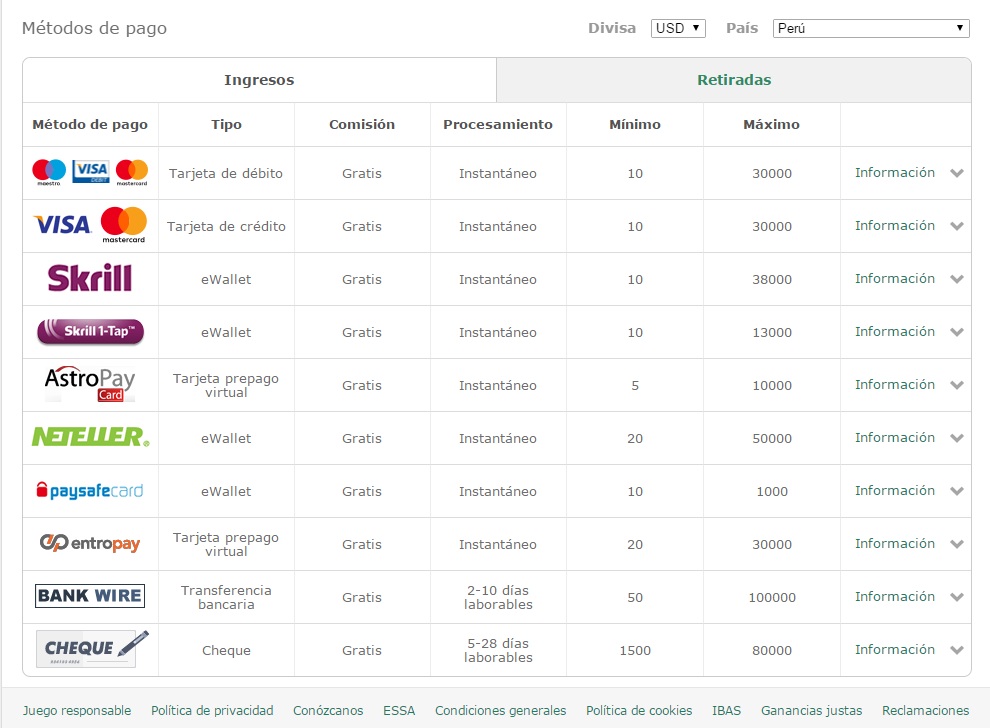 Métodos de pago Divisa USD País Perú
Ingresos Retiradas
Método de pago Tipo Comisión Procesamiento Mínimo Máximo
maestro VISA DEBIT mastercard Tarjeta de débito Gratis Instantáneo 10 30000 Información
VISA mastercard Tarjeta de crédito Gratis Instantáneo 10 30000 Información
Skrill eWallet Gratis Instantáneo 10 38000 Información
Skrill 1-Tap™ eWallet Gratis Instantáneo 10 13000 Información
AstroPay Card Tarjeta prepago virtual Gratis Instantáneo 5 10000 Información
NETELLER® eWallet Gratis Instantáneo 20 50000 Información
paysafecard eWallet Gratis Instantáneo 10 1000 Información
entropay Tarjeta prepago virtual Gratis Instantáneo 20 30000 Información
BANK WIRE Transferencia bancaria Gratis 2-10 días laborables 50 100000 Información
CHEQUE Cheque Gratis 5-28 días laborables 1500 80000 Información
Juego responsable Política de privacidad Conózcanos ESSA Condiciones generales Política de cookies IBAS Ganancias justas Reclamaciones